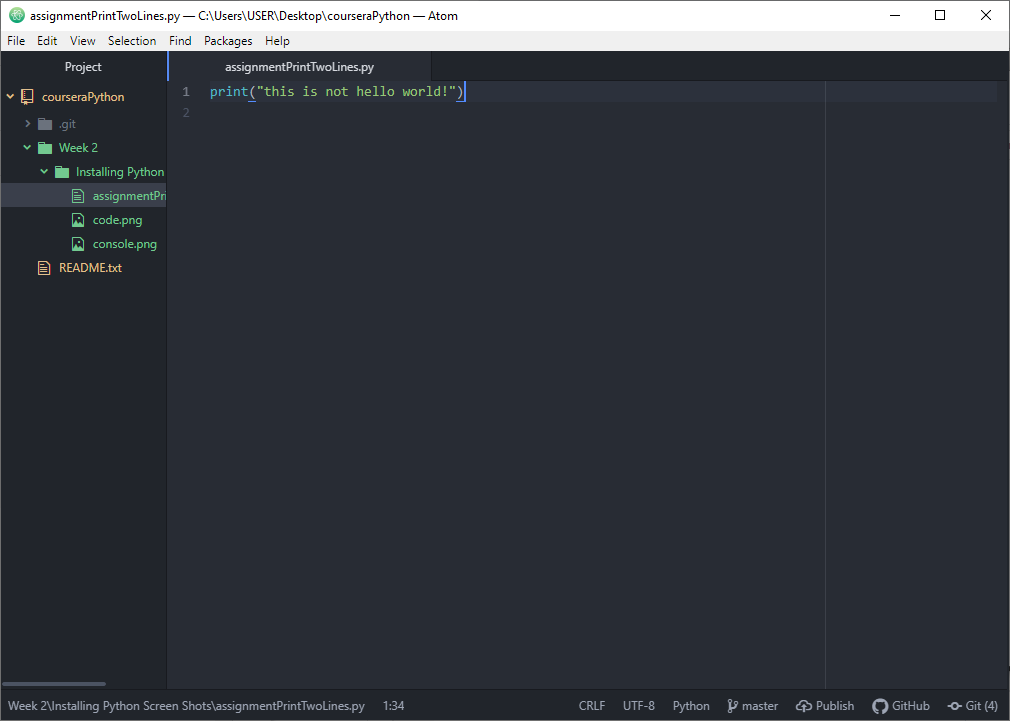 assignmentPrintTwoLines.py — C:\Users\USER\Desktop\courseraPython — Atom
File Edit View Selection Find Packages Help
Project
courseraPython
.git
Week 2
Installing Python
assignmentPri
code.png
console.png
README.txt
assignmentPrintTwoLines.py
1 print("this is not hello world!")
2
Week 2\Installing Python Screen Shots\assignmentPrintTwoLines.py 1:34 CRLF UTF-8 Python master Publish GitHub Git (4)